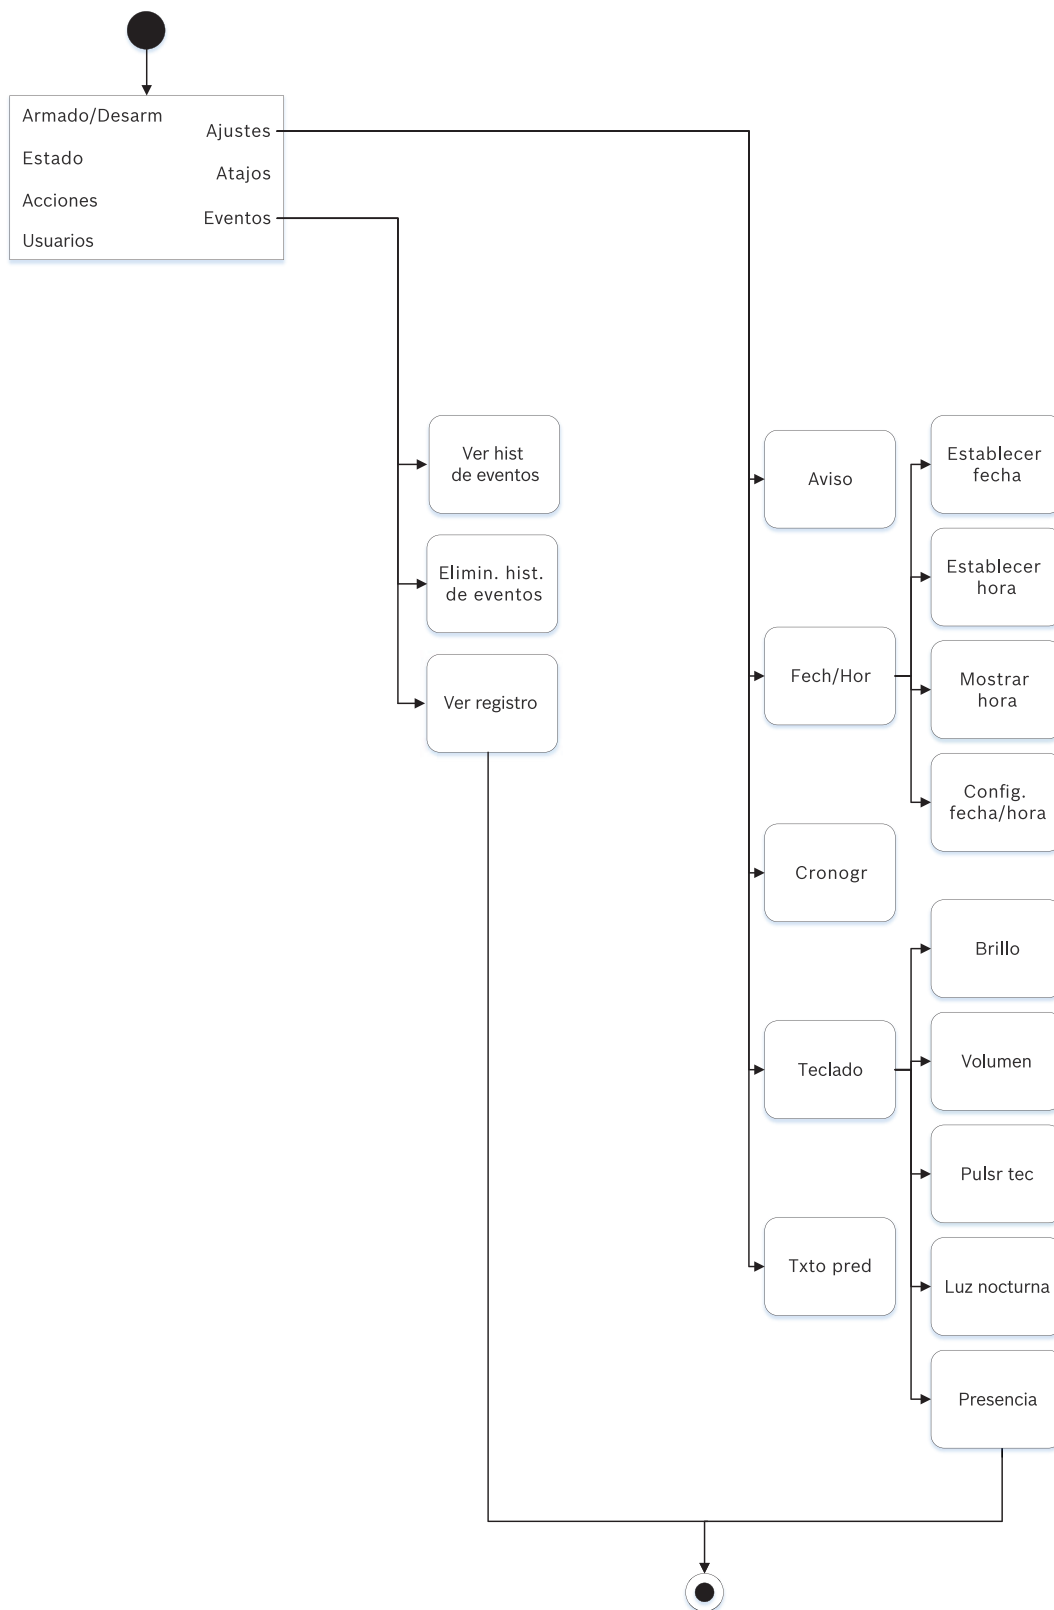 Armado/Desarm
Estado
Acciones
Usuarios
Ajustes
Atajos
Eventos
Ver hist
de eventos
Elimin. hist.
de eventos
Ver registro
Aviso
Fech/Hor
Cronogr
Teclado
Txto pred
Establecer
fecha
Establecer
hora
Mostrar
hora
Config.
fecha/hora
Brillo
Volumen
Pulsr tec
Luz nocturna
Presencia